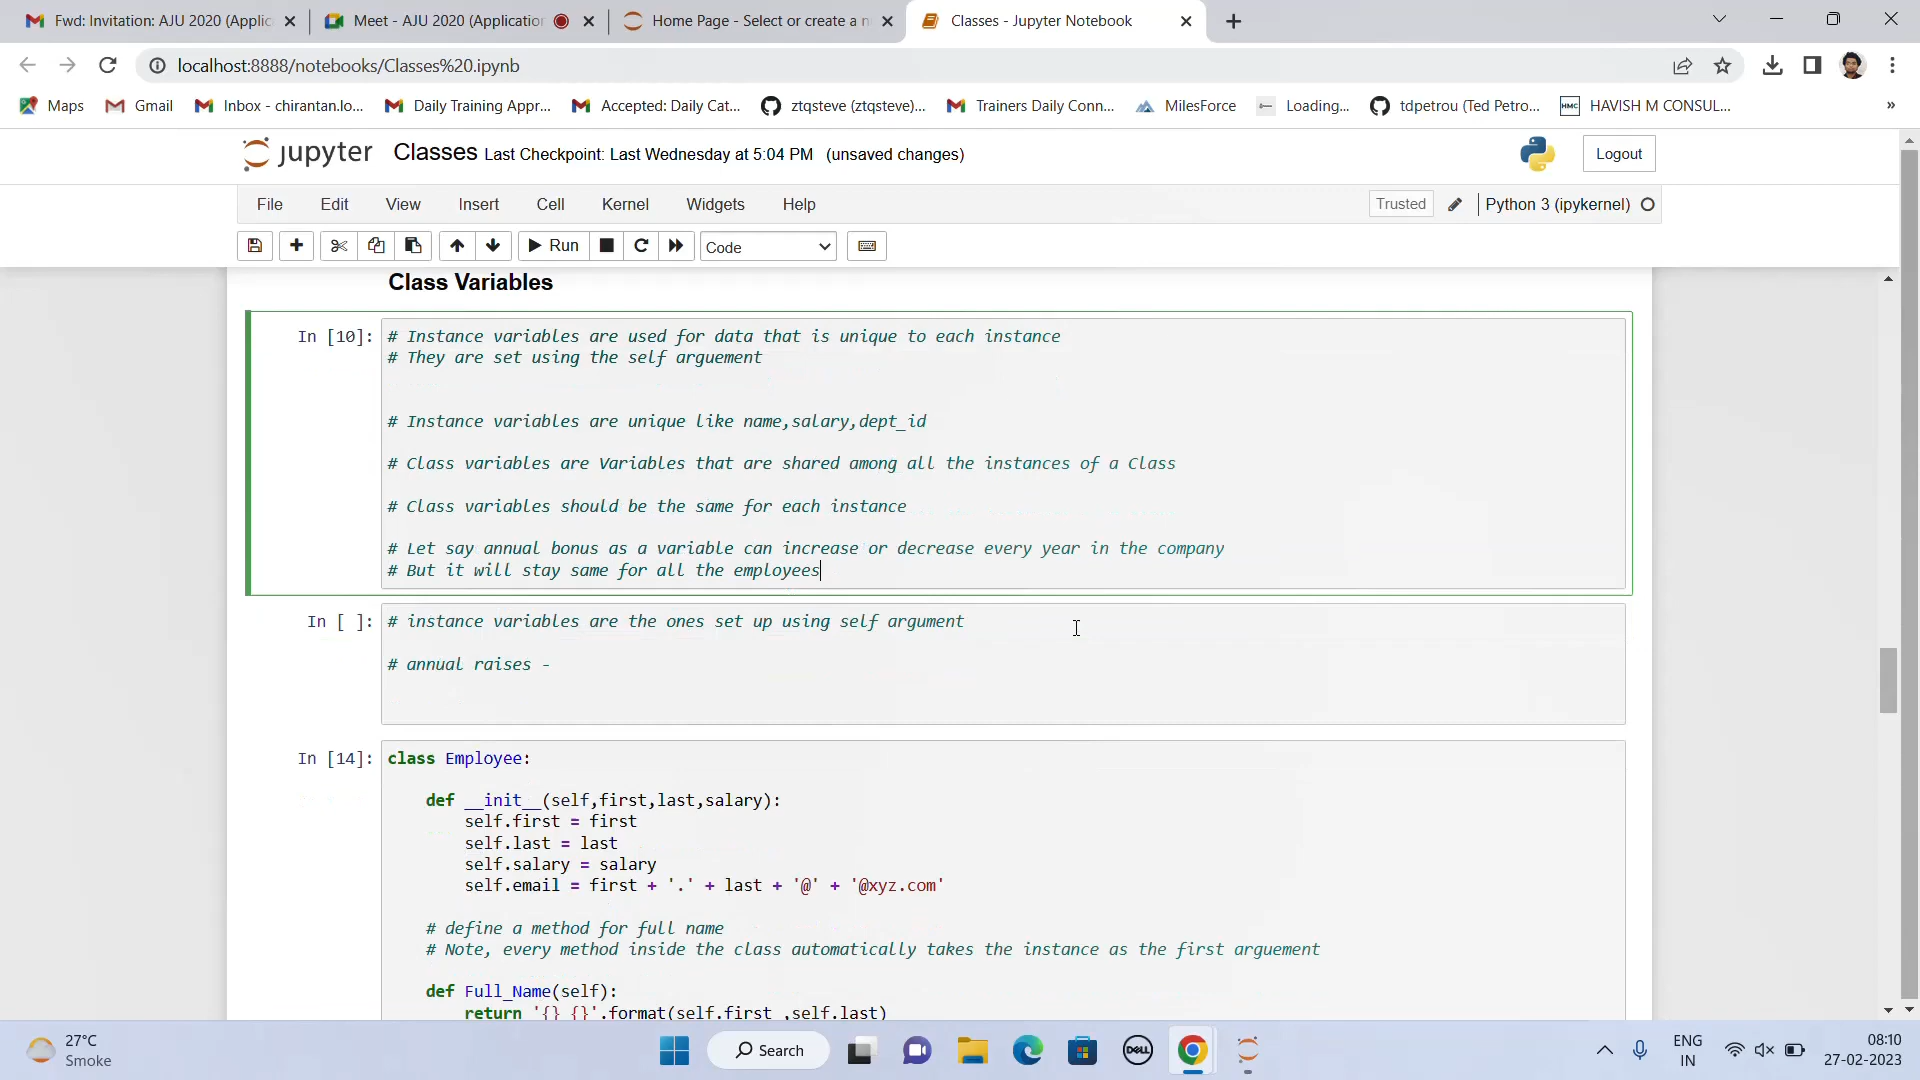 Fwd: Invitation: AJU 2020 (Applic
Meet - AJU 2020 (Application
Home Page - Select or create a n
Classes - Jupyter Notebook
localhost:8888/notebooks/Classes%20.ipynb
Maps
Gmail
Inbox - chirantan.lo...
Daily Training Appr...
Accepted: Daily Cat...
ztqsteve (ztqsteve)...
Trainers Daily Conn...
MilesForce
Loading...
tdpetrou (Ted Petro...
HMC
HAVISH M CONSUL...
»
jupyter
Classes Last Checkpoint: Last Wednesday at 5:04 PM (unsaved changes)
Logout
File
Edit
View
Insert
Cell
Kernel
Widgets
Help
Trusted
Python 3 (ipykernel)
Run
Code
Class Variables
In [10]:
# Instance variables are used for data that is unique to each instance
# They are set using the self arguement
# Instance variables are unique like name,salary,dept_id
# Class variables are Variables that are shared among all the instances of a Class
# Class variables should be the same for each instance
# Let say annual bonus as a variable can increase or decrease every year in the company
# But it will stay same for all the employees
In [ ]:
# instance variables are the ones set up using self argument
# annual raises -
In [14]:
class Employee:
def __init__(self,first,last,salary):
self.first = first
self.last = last
self.salary = salary
self.email = first + '.' + last + '@' + '@xyz.com'
# define a method for full name
# Note, every method inside the class automatically takes the instance as the first arguement
def Full_Name(self):
return '{} {}'.format(self.first ,self.last)
27°C
Smoke
Search
DELL
ENG
IN
08:10
27-02-2023